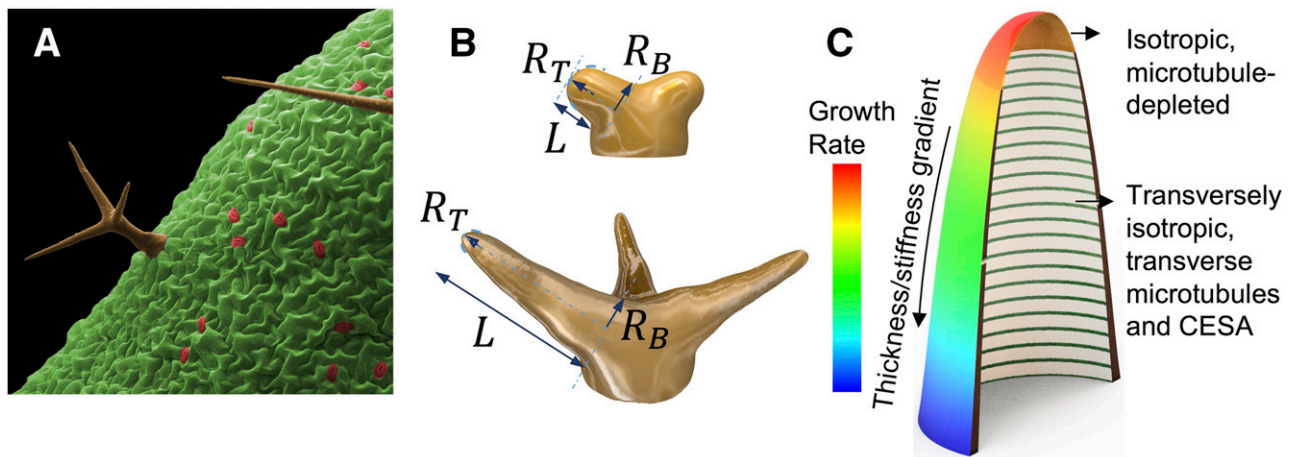 A
B
C
R_T
R_B
L
R_T
R_B
L
Growth
Rate
Thickness/stiffness gradient
Isotropic,
microtubule-
depleted
Transversely
isotropic,
transverse
microtubules
and CESA